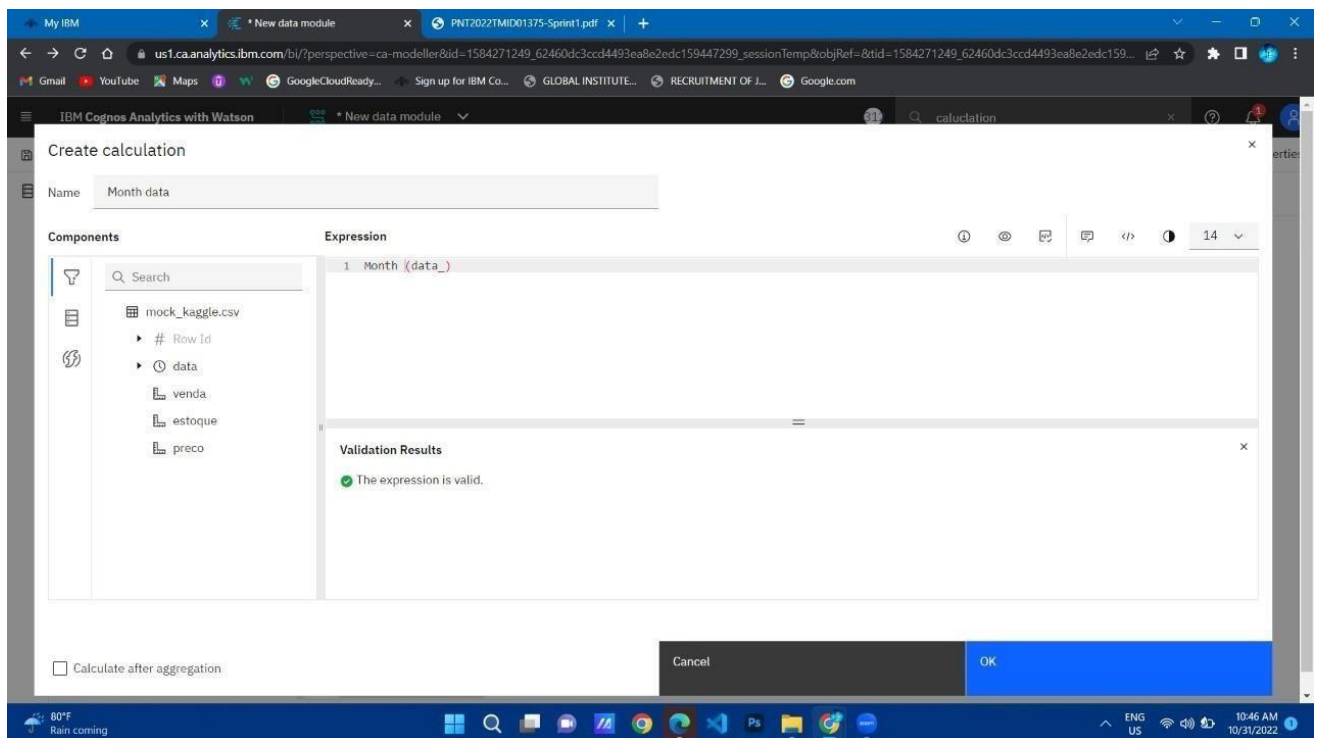 My IBM
* New data module
PNT2022TMID01375-Sprint1.pdf
us1.ca.analytics.ibm.com/bi/?perspective=ca-modeller&id=1584271249_62460dc3ccd4493ea8e2edc159447299_sessionTemp&objRef=&tid=1584271249_62460dc3ccd4493ea8e2edc159...
Gmail YouTube Maps GoogleCloudReady... Sign up for IBM Co... GLOBAL INSTITUTE... RECRUITMENT OF J... Google.com
IBM Cognos Analytics with Watson * New data module 31 caluclation 1
Create calculation
erties
Name Month data
Components Expression 14
1 Month (data_)
Search
mock_kaggle.csv
# Row Id
data
venda
estoque
preco
Validation Results
The expression is valid.
Calculate after aggregation
Cancel OK
80°F
Rain coming
ENG
US
10:46 AM
10/31/2022